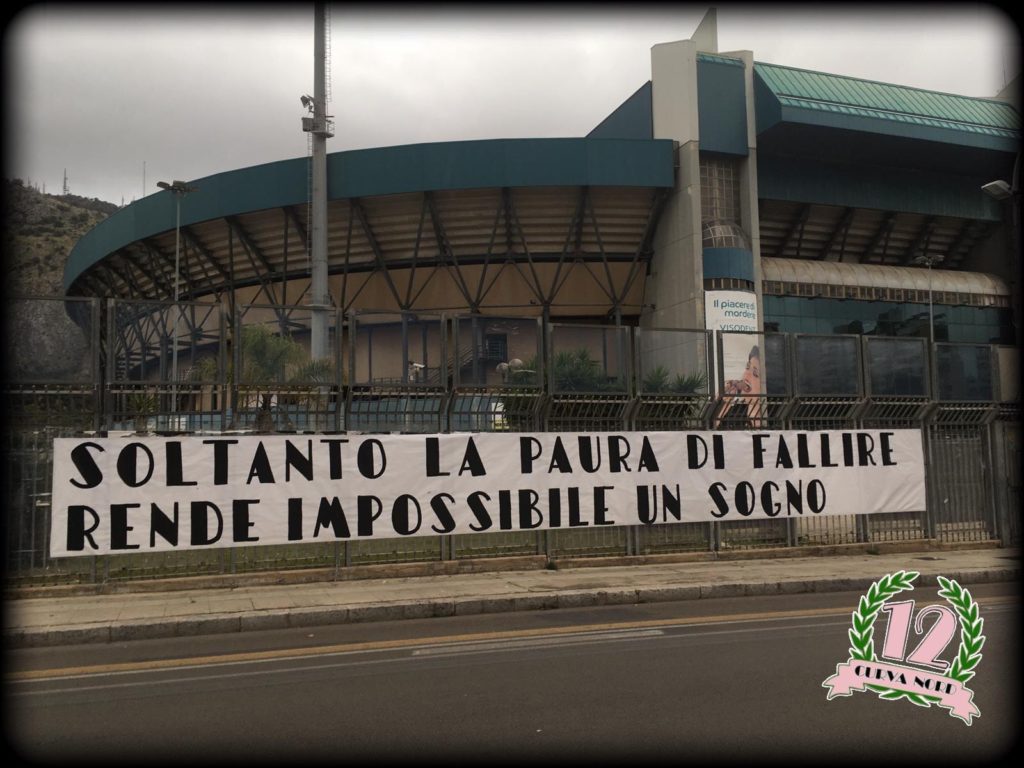 Il piacere di
mordere
VISODENT
SOLTANTO LA PAURA DI FALLIRE
RENDE IMPOSSIBILE UN SOGNO
12
CURVA NORD